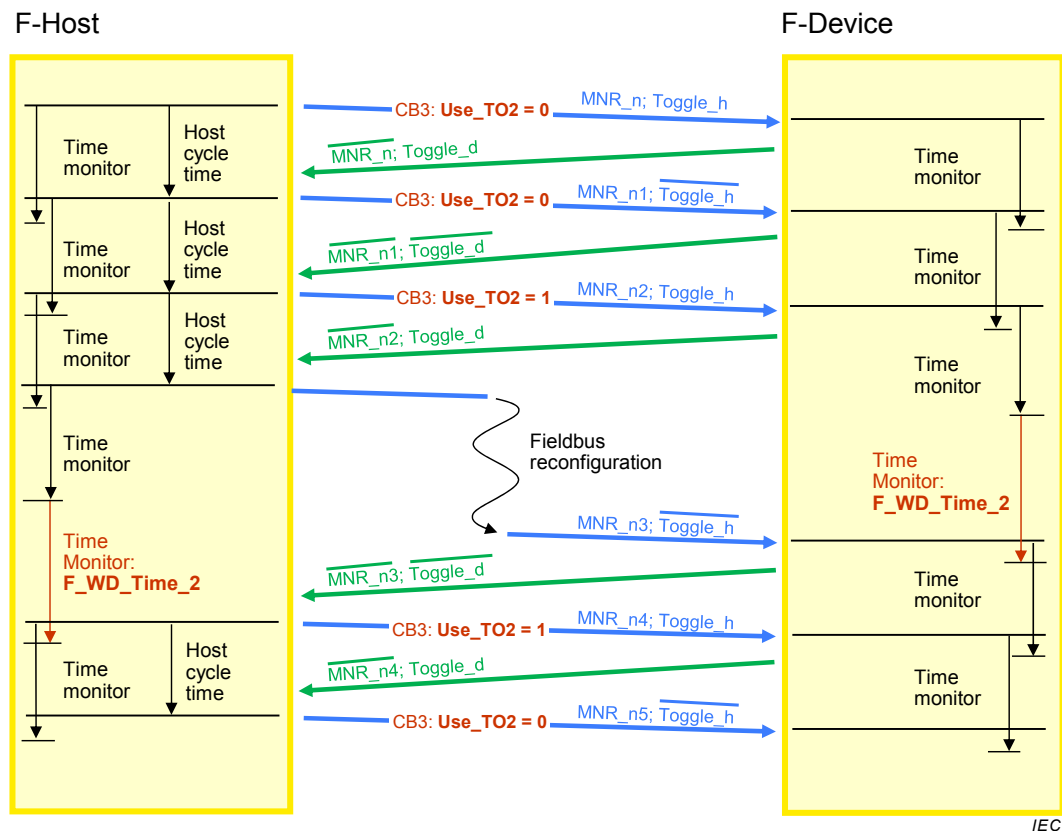 F-Host
F-Device
CB3: Use_TO2 = 0
MNR_n; Toggle_h
Time
monitor
Host
cycle
time
MNR_n; Toggle_d
Time
monitor
CB3: Use_TO2 = 0
MNR_n1; Toggle_h
Time
monitor
Host
cycle
time
MNR_n1; Toggle_d
Time
monitor
CB3: Use_TO2 = 1
MNR_n2; Toggle_h
Time
monitor
Host
cycle
time
MNR_n2; Toggle_d
Time
monitor
Time
monitor
Fieldbus
reconfiguration
Time
Monitor:
F_WD_Time_2
MNR_n3; Toggle_h
Time
Monitor:
F_WD_Time_2
MNR_n3; Toggle_d
Time
monitor
CB3: Use_TO2 = 1
MNR_n4; Toggle_h
Time
monitor
Host
cycle
time
MNR_n4; Toggle_d
Time
monitor
CB3: Use_TO2 = 0
MNR_n5; Toggle_h
IEC